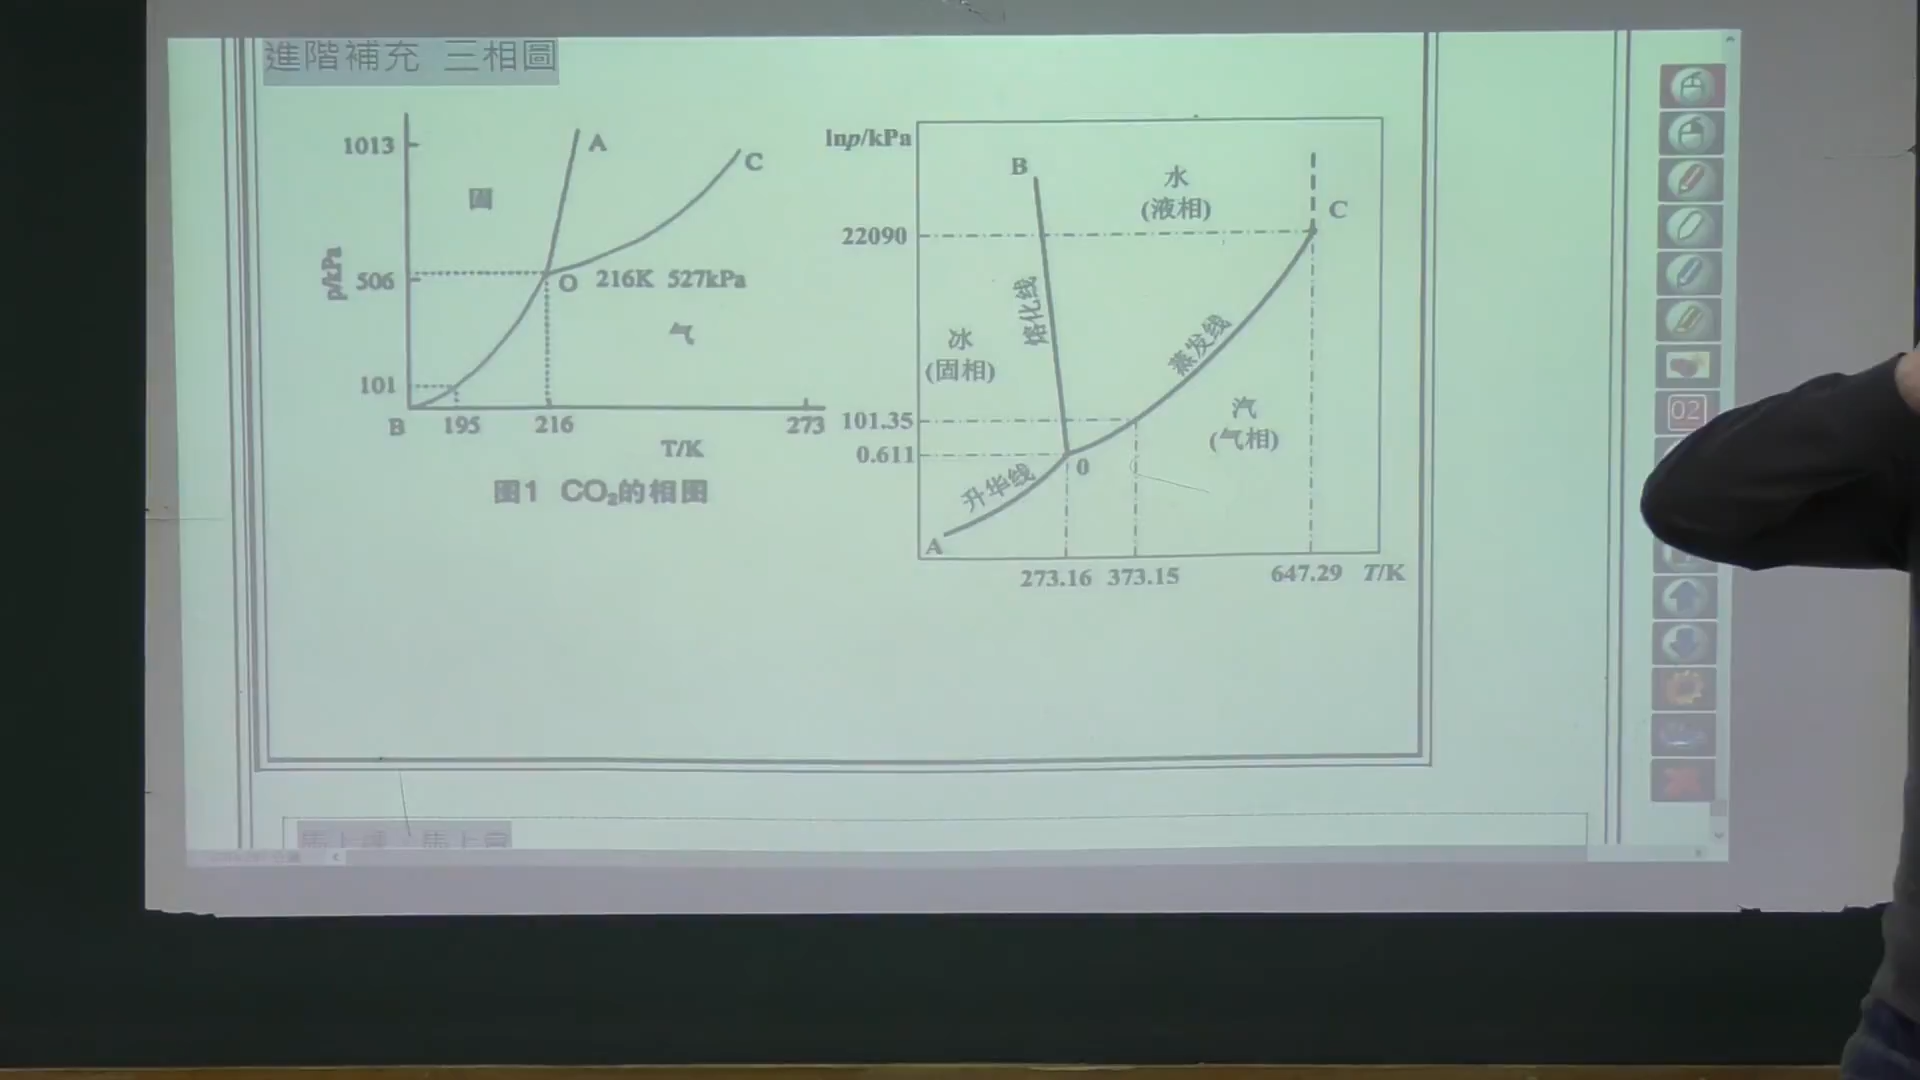 進階補充 三相圖
1013
A
C
固
p/kPa
506
O 216K 527kPa
气
101
B 195 216 273
T/K
图1 CO₂的相图
lnp/kPa
B
水
(液相)
C
22090
熔化线
冰
(固相)
蒸发线
汽
(气相)
101.35
0.611
0
升华线
A
273.16 373.15 647.29 T/K
02